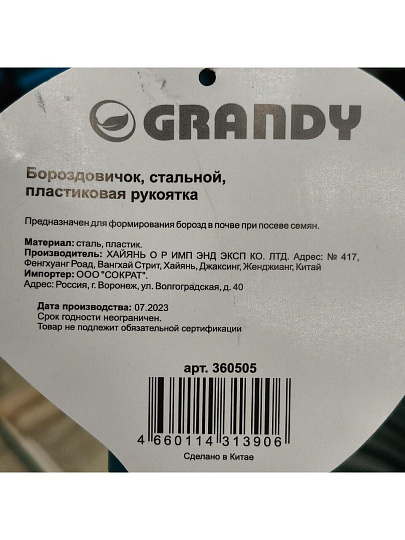 GRANDY
Бороздовичок, стальной,
пластиковая рукоятка
Предназначен для формирования борозд в почве при посеве семян.
Материал: сталь, пластик.
Производитель: ХАЙЯНЬ О Р ИМП ЭНД ЭКСП КО. ЛТД. Адрес: № 417,
Фенгхуанг Роад, Вангхай Стрит, Хайянь, Джаксинг, Женджианг, Китай
Импортер: ООО "СОКРАТ".
Адрес: Россия, г. Воронеж, ул. Волгоградская, д. 40
Дата производства: 07.2023
Срок годности неограничен.
Товар не подлежит обязательной сертификации
арт. 360505
4 660114 313906
Сделано в Китае